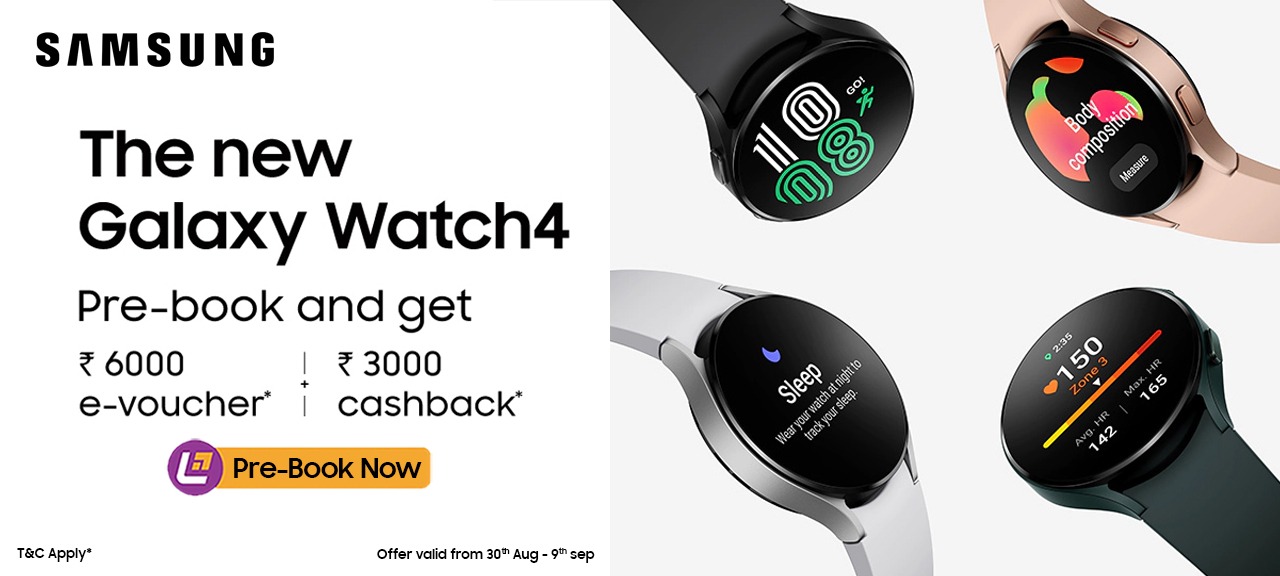 SAMSUNG
The new
Galaxy Watch4
Pre-book and get
₹ 6000 | ₹ 3000
+
e-voucher* | cashback*
Pre-Book Now
T&C Apply*
Offer valid from 30th Aug - 9th sep
GO!
10
08
Body
composition
Measure
Sleep
Wear your watch at night to
track your sleep.
2:35
150
Zone 3
Avg. HR | Max. HR
142 165